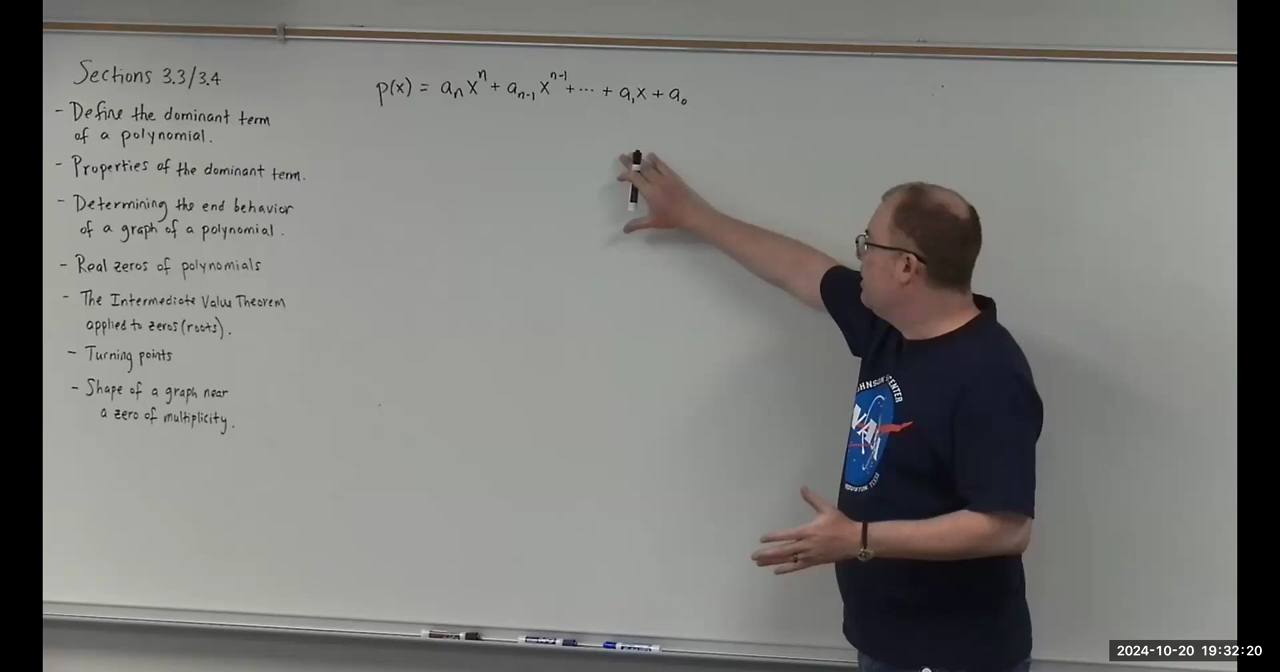 Sections 3.3/3.4
- Define the dominant term
of a polynomial.
- Properties of the dominant term.
- Determining the end behavior
of a graph of a polynomial.
- Real zeros of polynomials
- The Intermediate Value Theorem
applied to zeros (roots).
- Turning points
- Shape of a graph near
a zero of multiplicity.
p(x) = aₙxⁿ + aₙ₋₁xⁿ⁻¹ + ⋯ + a₁x + a₀
JOHNSON
CENTER
2024-10-20 19:32:20